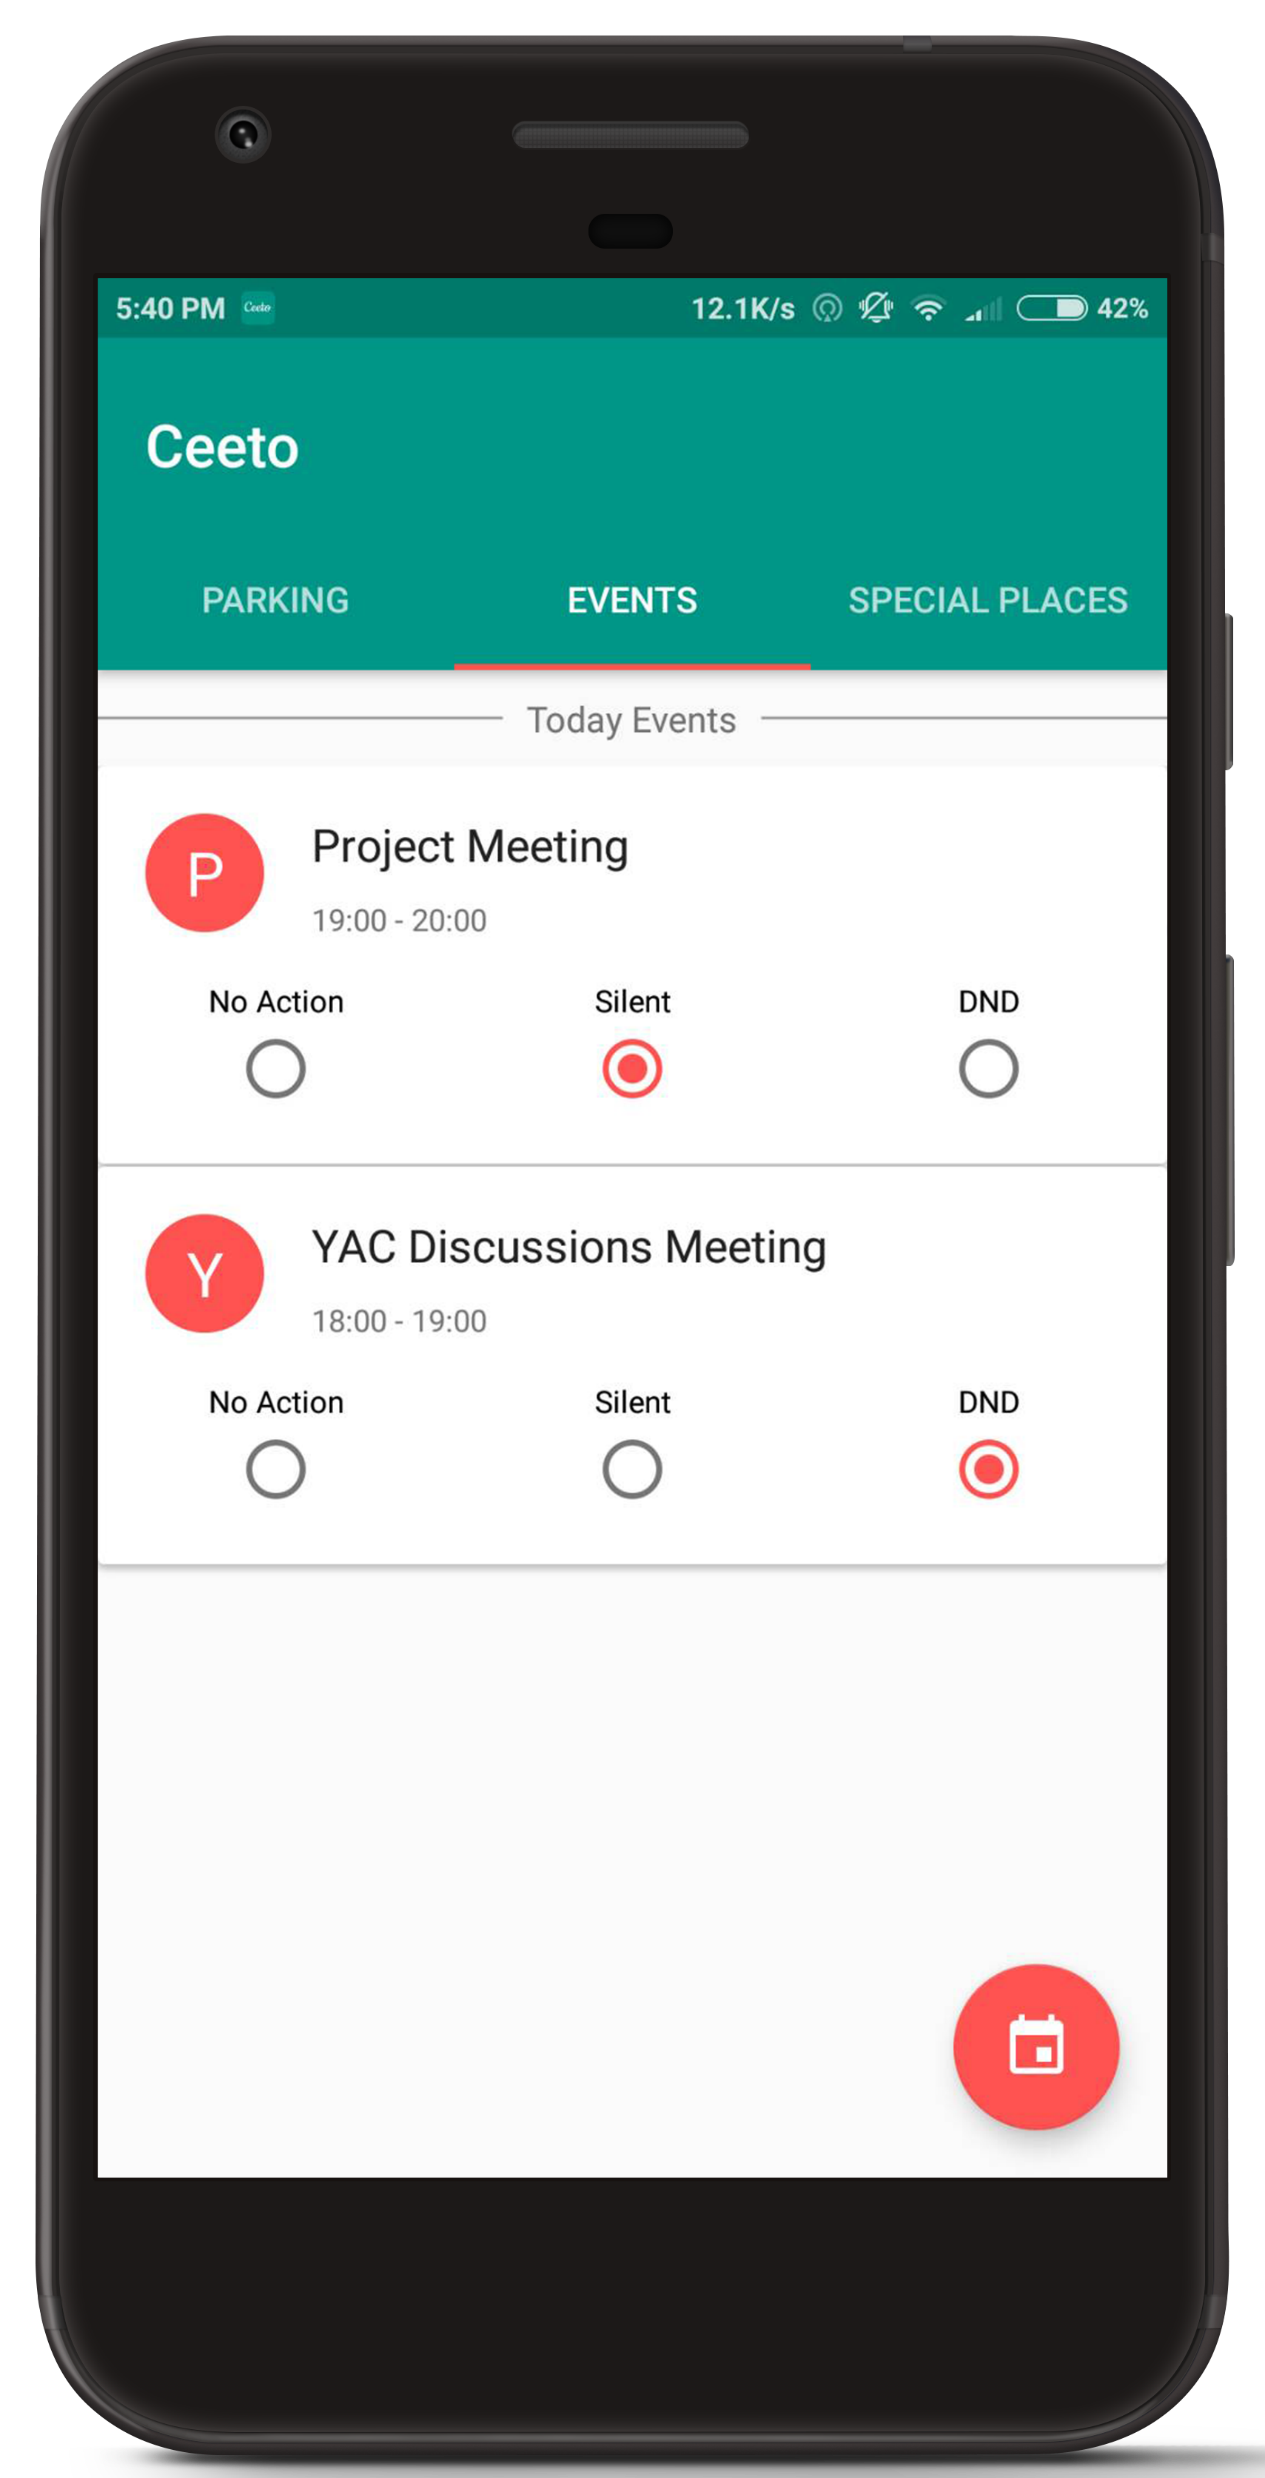 5:40 PM Ceeto 12.1K/s 42%
Ceeto
PARKING EVENTS SPECIAL PLACES
Today Events
P Project Meeting
19:00 - 20:00
No Action Silent DND
Y YAC Discussions Meeting
18:00 - 19:00
No Action Silent DND